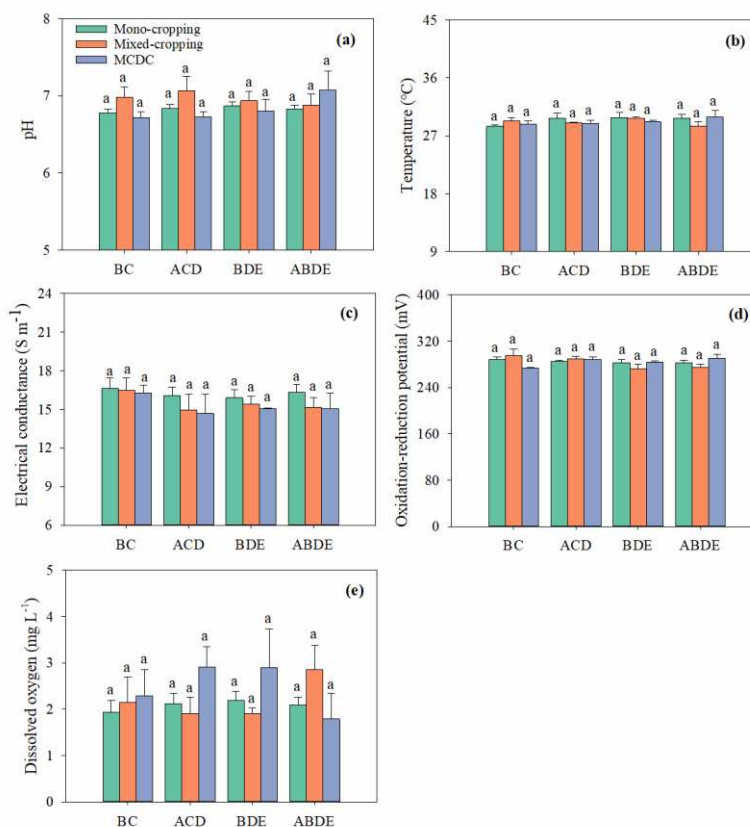 Mono-cropping
Mixed-cropping
MCDC
(a)
pH
8
7
6
5
a a a a a a a a a a a a
BC ACD BDE ABDE
(b)
Temperature (°C)
45
36
27
18
9
a a a a a a a a a a a a
BC ACD BDE ABDE
(c)
Electrical conductance (S m⁻¹)
24
21
18
15
12
9
6
a a a a a a a a a a a a
BC ACD BDE ABDE
(d)
Oxidation-reduction potential (mV)
400
320
240
160
80
0
a a a a a a a a a a a a
BC ACD BDE ABDE
(e)
Dissolved oxygen (mg L⁻¹)
5
4
3
2
1
0
a a a a a a a a a a a a
BC ACD BDE ABDE